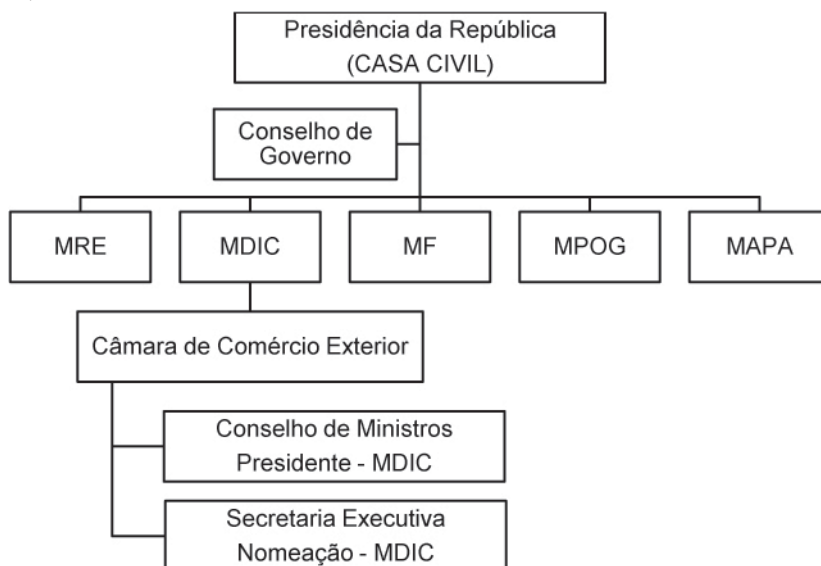 Presidência da República
(CASA CIVIL)
Conselho de
Governo
MRE
MDIC
MF
MPOG
MAPA
Câmara de Comércio Exterior
Conselho de Ministros
Presidente - MDIC
Secretaria Executiva
Nomeação - MDIC